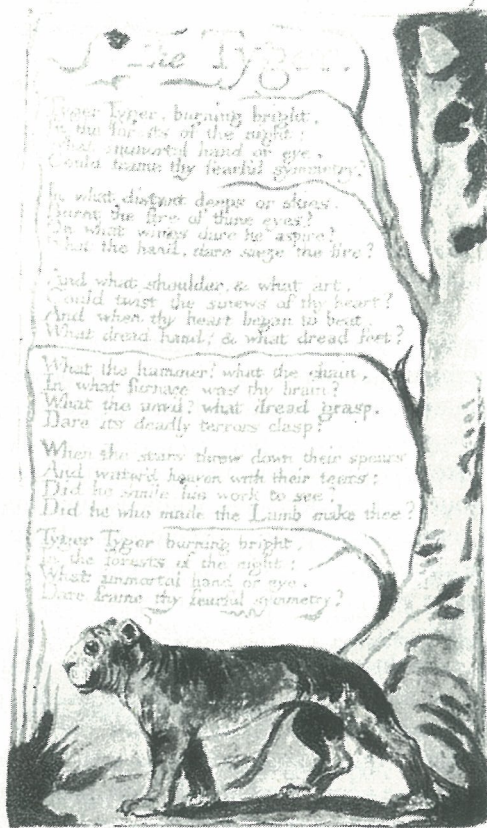 The Tyger.
Tyger Tyger, burning bright,
In the forests of the night;
What immortal hand or eye,
Could frame thy fearful symmetry?
In what distant deeps or skies,
Burnt the fire of thine eyes?
On what wings dare he aspire?
What the hand, dare sieze the fire?
And what shoulder, & what art,
Could twist the sinews of thy heart?
And when thy heart began to beat,
What dread hand? & what dread feet?
What the hammer? what the chain,
In what furnace was thy brain?
What the anvil? what dread grasp,
Dare its deadly terrors clasp?
When the stars threw down their spears
And water'd heaven with their tears:
Did he smile his work to see?
Did he who made the Lamb make thee?
Tyger Tyger burning bright,
In the forests of the night:
What immortal hand or eye,
Dare frame thy fearful symmetry?